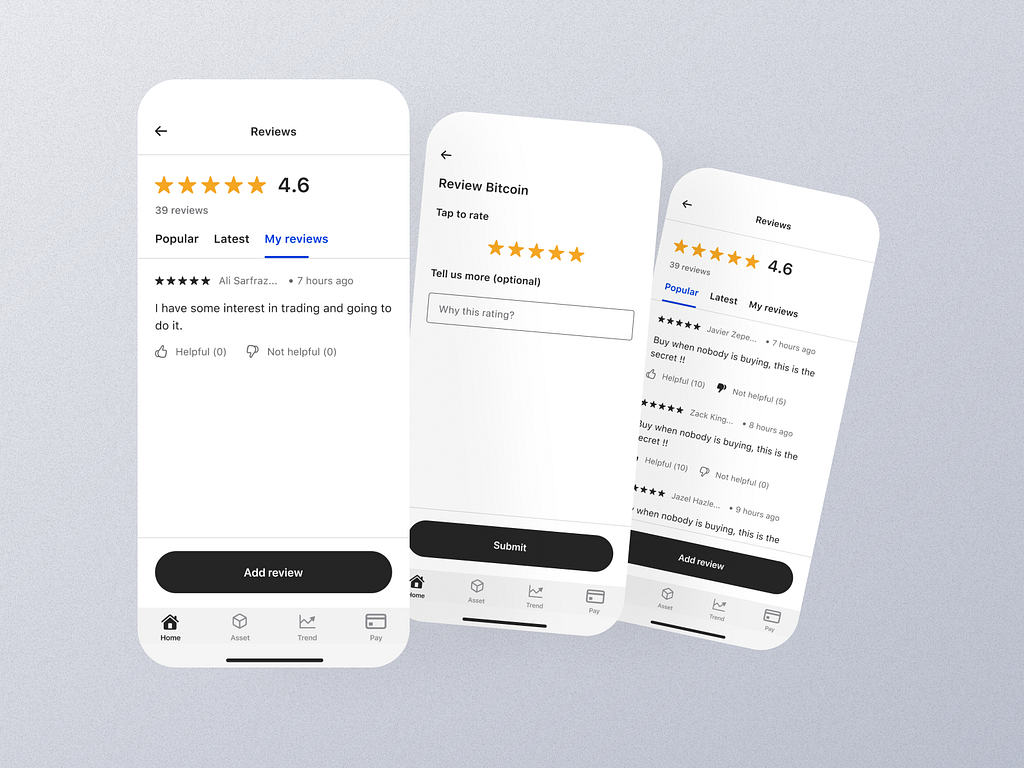 Reviews
4.6
39 reviews
Popular Latest My reviews
Ali Sarfraz... • 7 hours ago
I have some interest in trading and going to
do it.
Helpful (0) Not helpful (0)
Add review
Home Asset Trend Pay
Review Bitcoin
Tap to rate
Tell us more (optional)
Why this rating?
Submit
Home Asset Trend Pay
Reviews
4.6
39 reviews
Popular Latest My reviews
Javier Zepe... • 7 hours ago
Buy when nobody is buying, this is the
secret !!
Helpful (10) Not helpful (5)
Zack King... • 8 hours ago
Buy when nobody is buying, this is the
secret !!
Helpful (10) Not helpful (0)
Jazel Hazle... • 9 hours ago
when nobody is buying, this is the
Add review
Asset Trend Pay